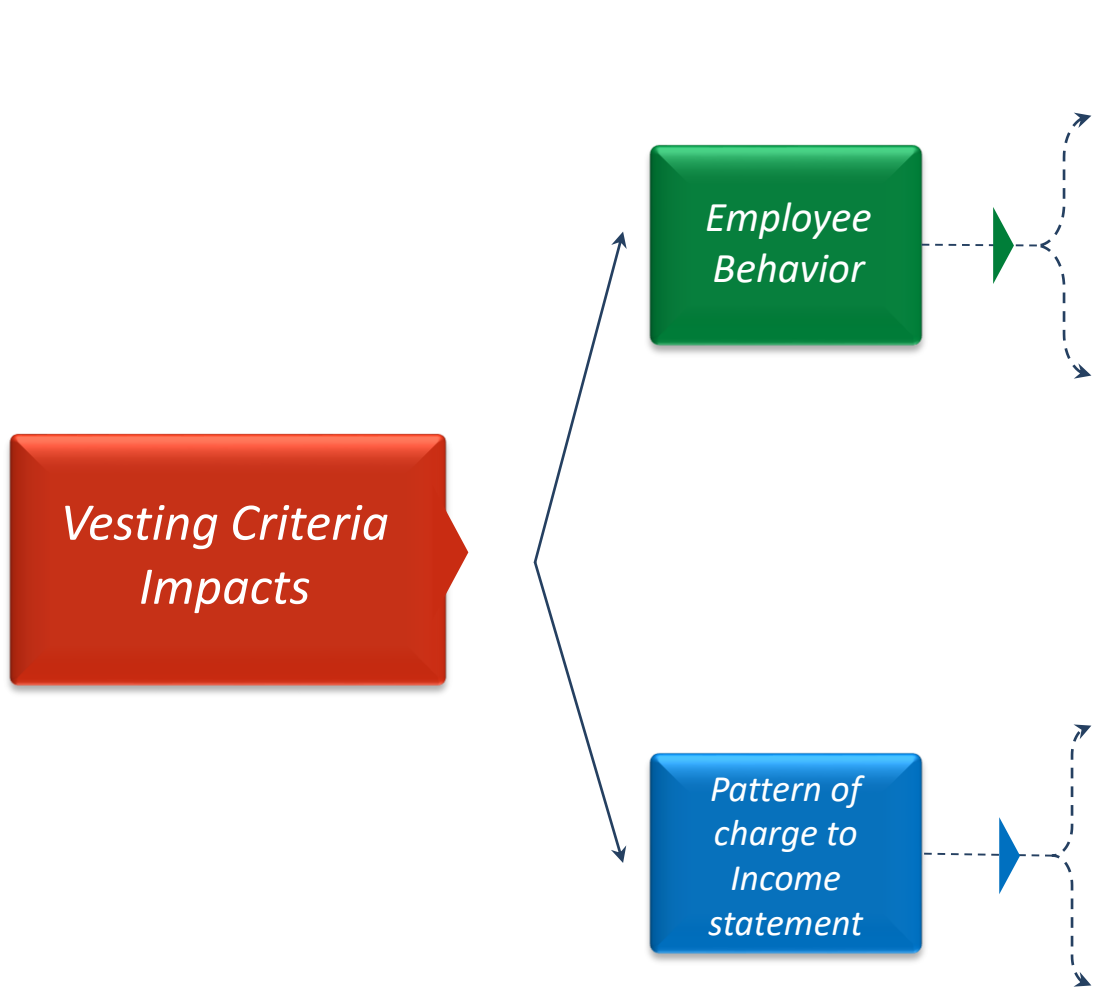 Employee
Behavior
Vesting Criteria
Impacts
Pattern of
charge to
Income
statement